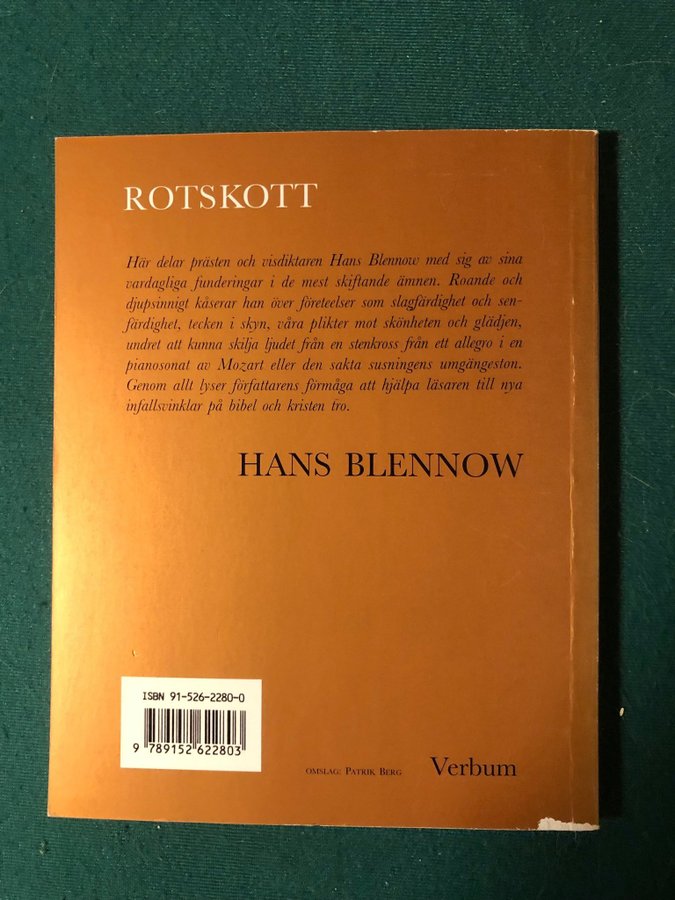 ROTSKOTT
Här delar prästen och visdiktaren Hans Blennow med sig av sina
vardagliga funderingar i de mest skiftande ämnen. Roande och
djupsinnigt kåserar han över företeelser som slagfärdighet och sen-
färdighet, tecken i skyn, våra plikter mot skönheten och glädjen,
undret att kunna skilja ljudet från en stenkross från ett allegro i en
pianosonat av Mozart eller den sakta susningens umgängeston.
Genom allt lyser författarens förmåga att hjälpa läsaren till nya
infallsvinklar på bibel och kristen tro.
HANS BLENNOW
ISBN 91-526-2280-0
9 789152 622803
OMSLAG: PATRIK BERG
Verbum